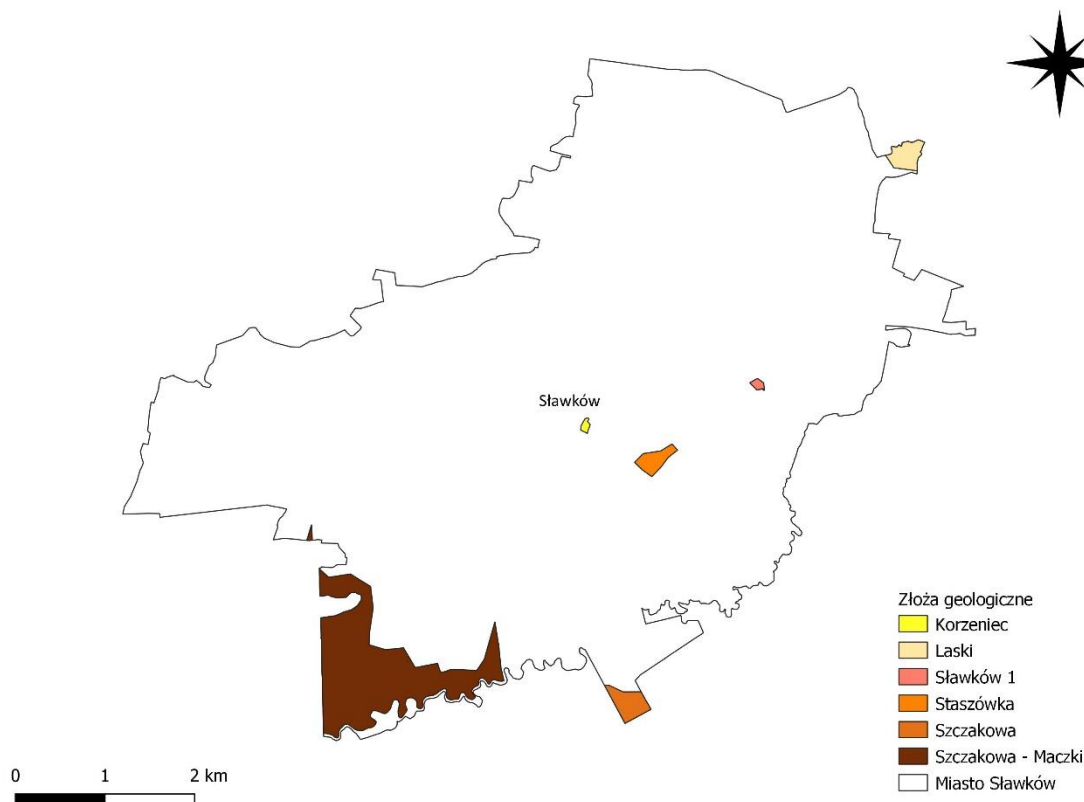 Sławków
Złoża geologiczne
Korzeniec
Laski
Sławków 1
Staszówka
Szczakowa
Szczakowa - Maczki
Miasto Sławków
0 1 2 km